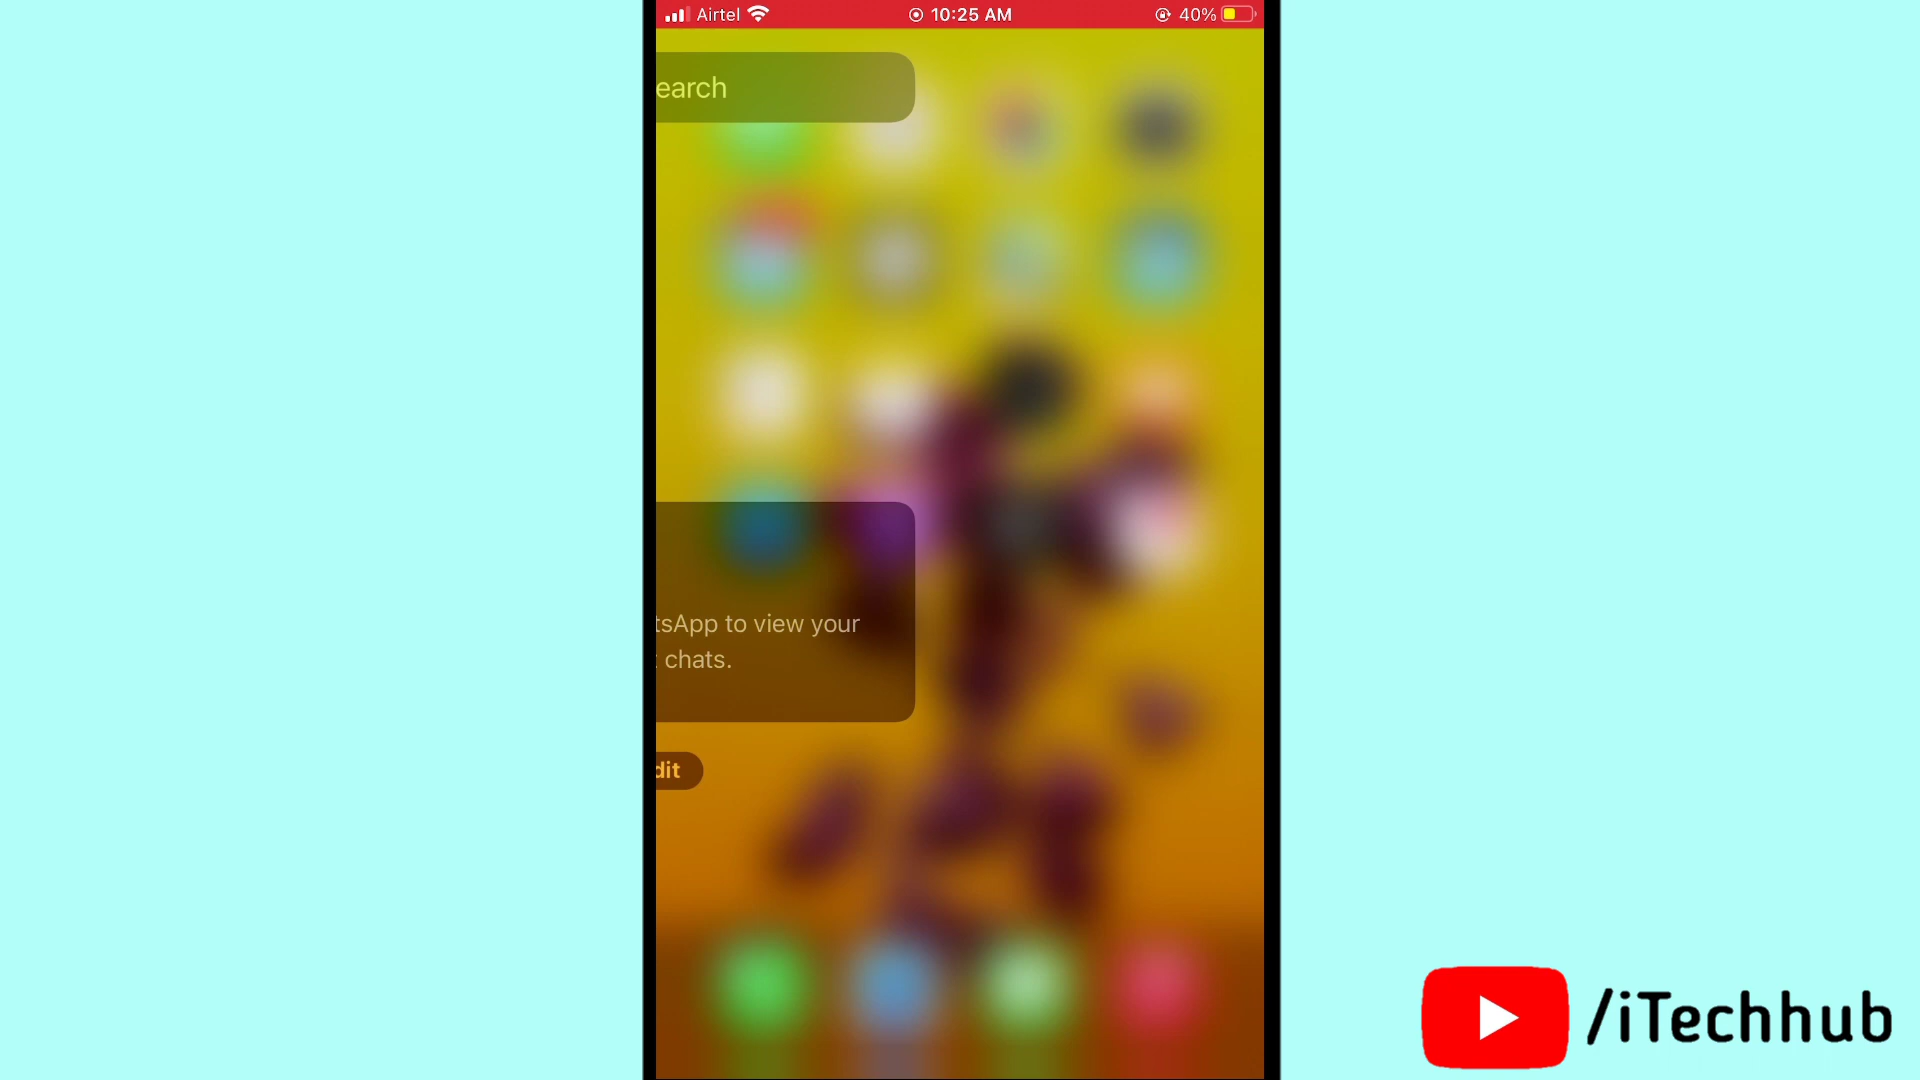 Airtel 10:25 AM 40%
earch
tsApp to view your
chats.
dit
/iTechhub